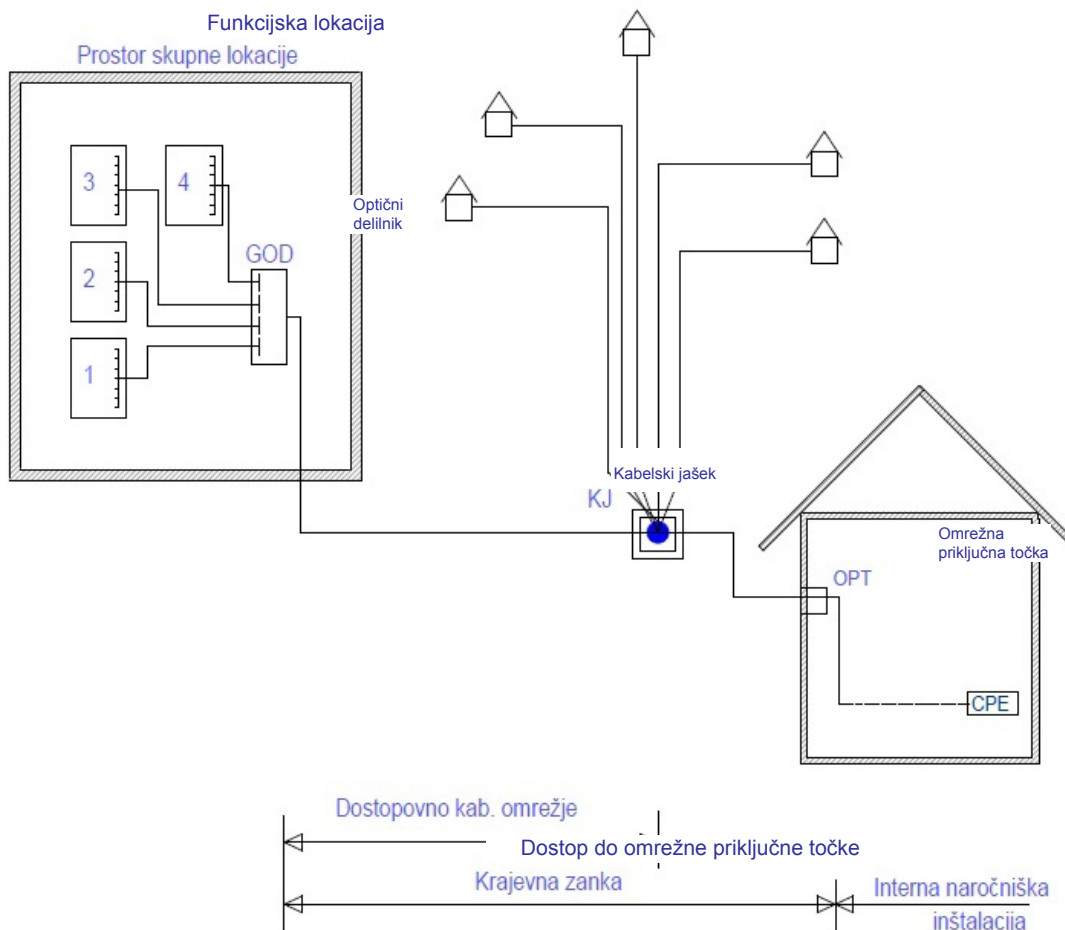 Funkcijska lokacija
Prostor skupne lokacije
3
4
Optični
delilnik
GOD
2
1
Kabelski jašek
KJ
Omrežna
priključna točka
OPT
CPE
Dostopovno kab. omrežje
Dostop do omrežne priključne točke
Krajevna zanka
Interna naročniška
inštalacija